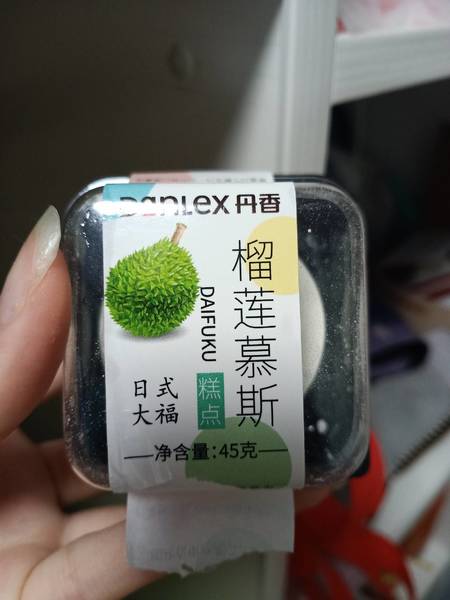 Danlex 丹香
榴莲慕斯
DAIFUKU
日式
大福
糕点
净含量:45克